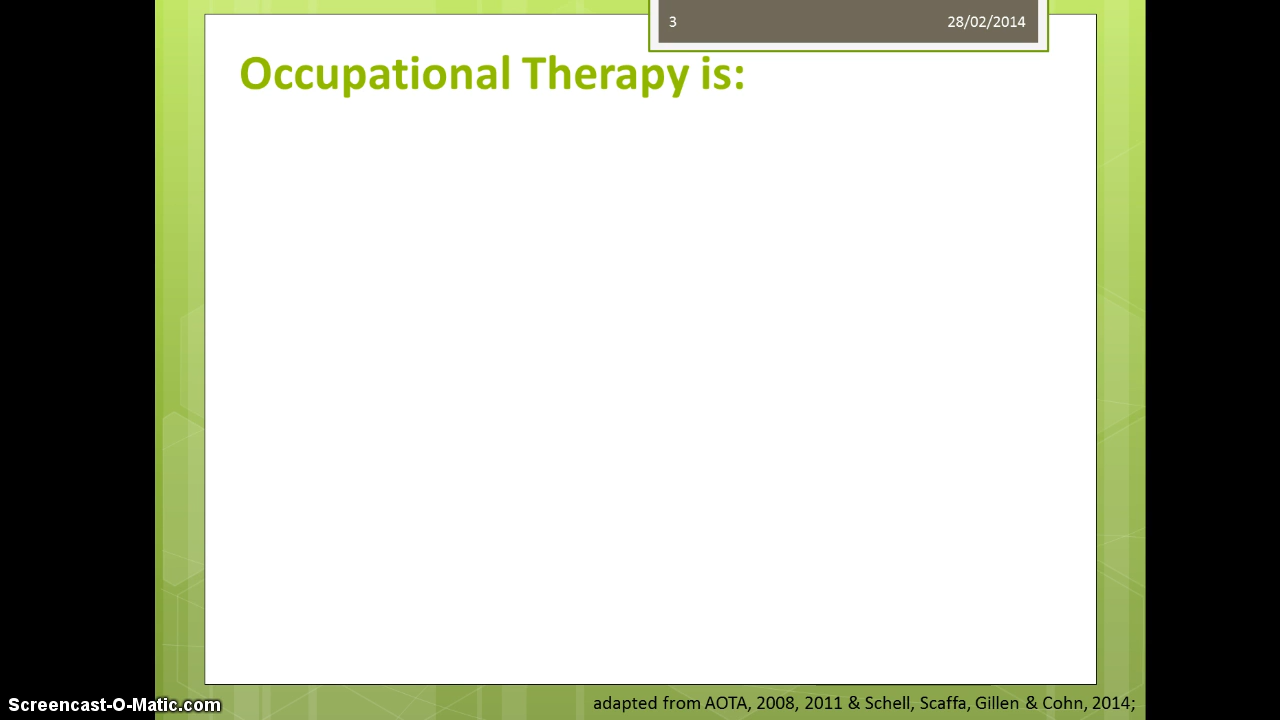 3 28/02/2014
Occupational Therapy is:
Screencast-O-Matic.com
adapted from AOTA, 2008, 2011 & Schell, Scaffa, Gillen & Cohn, 2014;